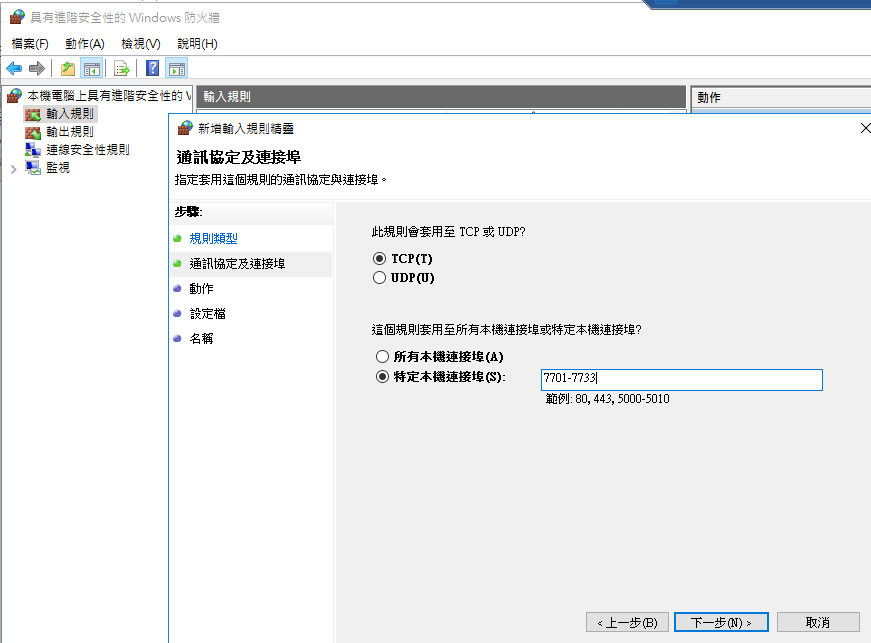 具有進階安全性的 Windows 防火牆
檔案(F) 動作(A) 檢視(V) 說明(H)
本機電腦上具有進階安全性的 W
輸入規則
輸出規則
連線安全性規則
監視
輸入規則
動作
新增輸入規則精靈
通訊協定及連接埠
指定套用這個規則的通訊協定與連接埠。
步驟:
規則類型
通訊協定及連接埠
動作
設定檔
名稱
此規則會套用至 TCP 或 UDP?
TCP(T)
UDP(U)
這個規則套用至所有本機連接埠或特定本機連接埠?
所有本機連接埠(A)
特定本機連接埠(S):
7701-7733
範例: 80, 443, 5000-5010
< 上一步(B) 下一步(N) > 取消